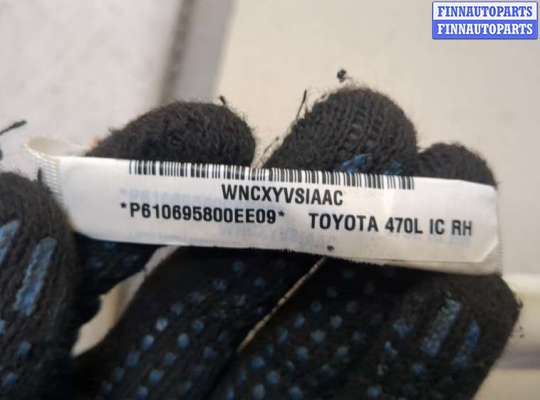 FINNAUTOPARTS
FINNAUTOPARTS
WNCXYVSIAAC
*P610695800EE09* TOYOTA 470L IC RH